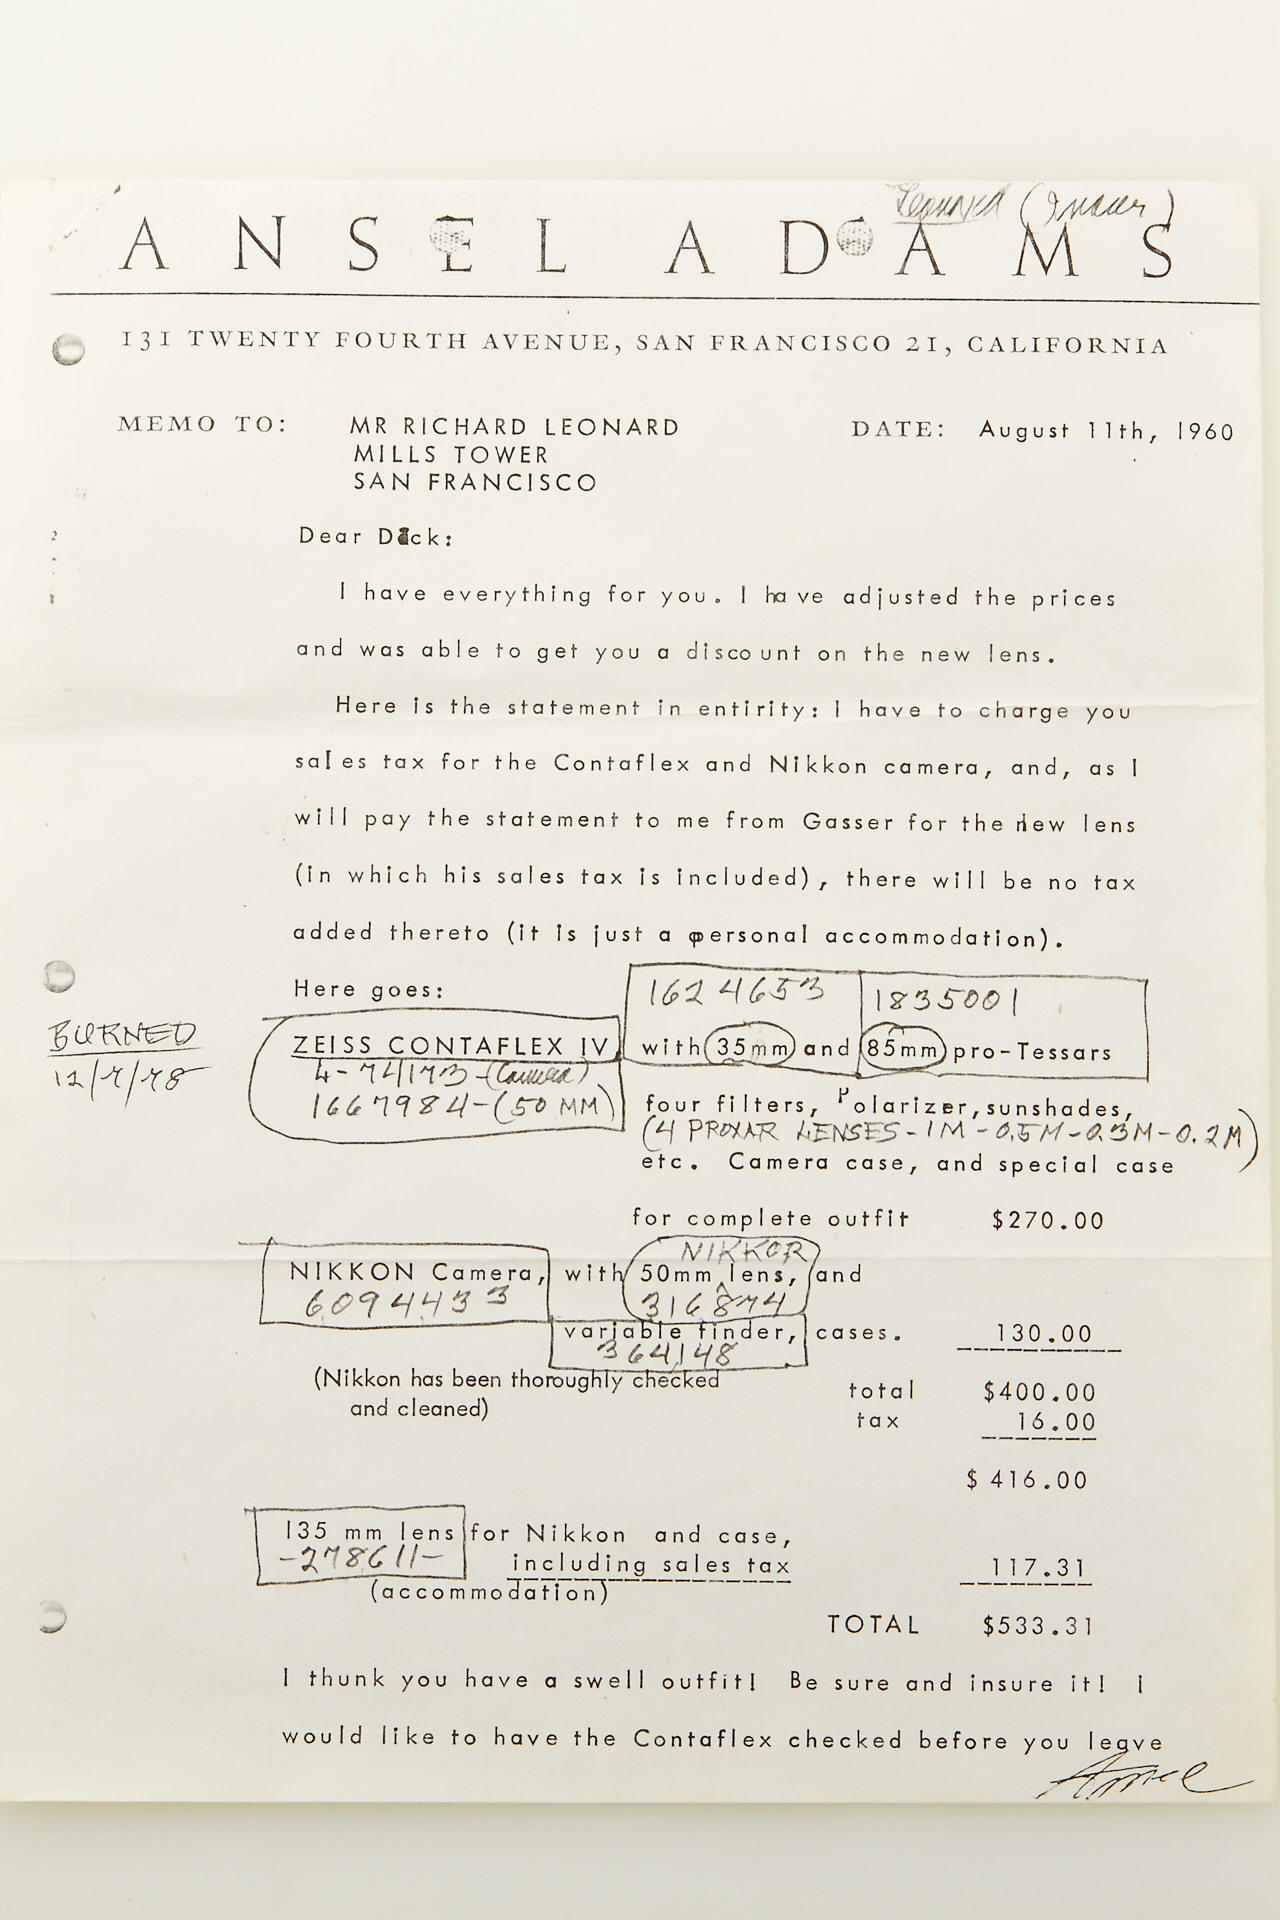 Leonard (Insur)
ANSEL ADAMS
131 TWENTY FOURTH AVENUE, SAN FRANCISCO 21, CALIFORNIA
MEMO TO: MR RICHARD LEONARD DATE: August 11th, 1960
MILLS TOWER
SAN FRANCISCO
Dear Dick:
I have everything for you. I have adjusted the prices
and was able to get you a discount on the new lens.
Here is the statement in entirity: I have to charge you
sales tax for the Contaflex and Nikkon camera, and, as I
will pay the statement to me from Gasser for the new lens
(in which his sales tax is included), there will be no tax
added thereto (it is just a personal accommodation).
Here goes: 1624653 1835001
BURNED
12/7/78
ZEISS CONTAFLEX IV with 35mm and 85mm pro-Tessars
4-74173-(Camera)
1667984-(50 MM) four filters, Polarizer, sunshades,
(4 PROXAR LENSES-1M-0.5M-0.3M-0.2M)
etc. Camera case, and special case
for complete outfit $270.00
NIKKOR
NIKKON Camera, with 50mm lens, and
6094433 316874
variable finder, cases. 130.00
364148
(Nikkon has been thoroughly checked
and cleaned)
total $400.00
tax 16.00
$ 416.00
135 mm lens for Nikkon and case,
-278611- including sales tax 117.31
(accommodation)
TOTAL $533.31
I thunk you have a swell outfit! Be sure and insure it! I
would like to have the Contaflex checked before you leave